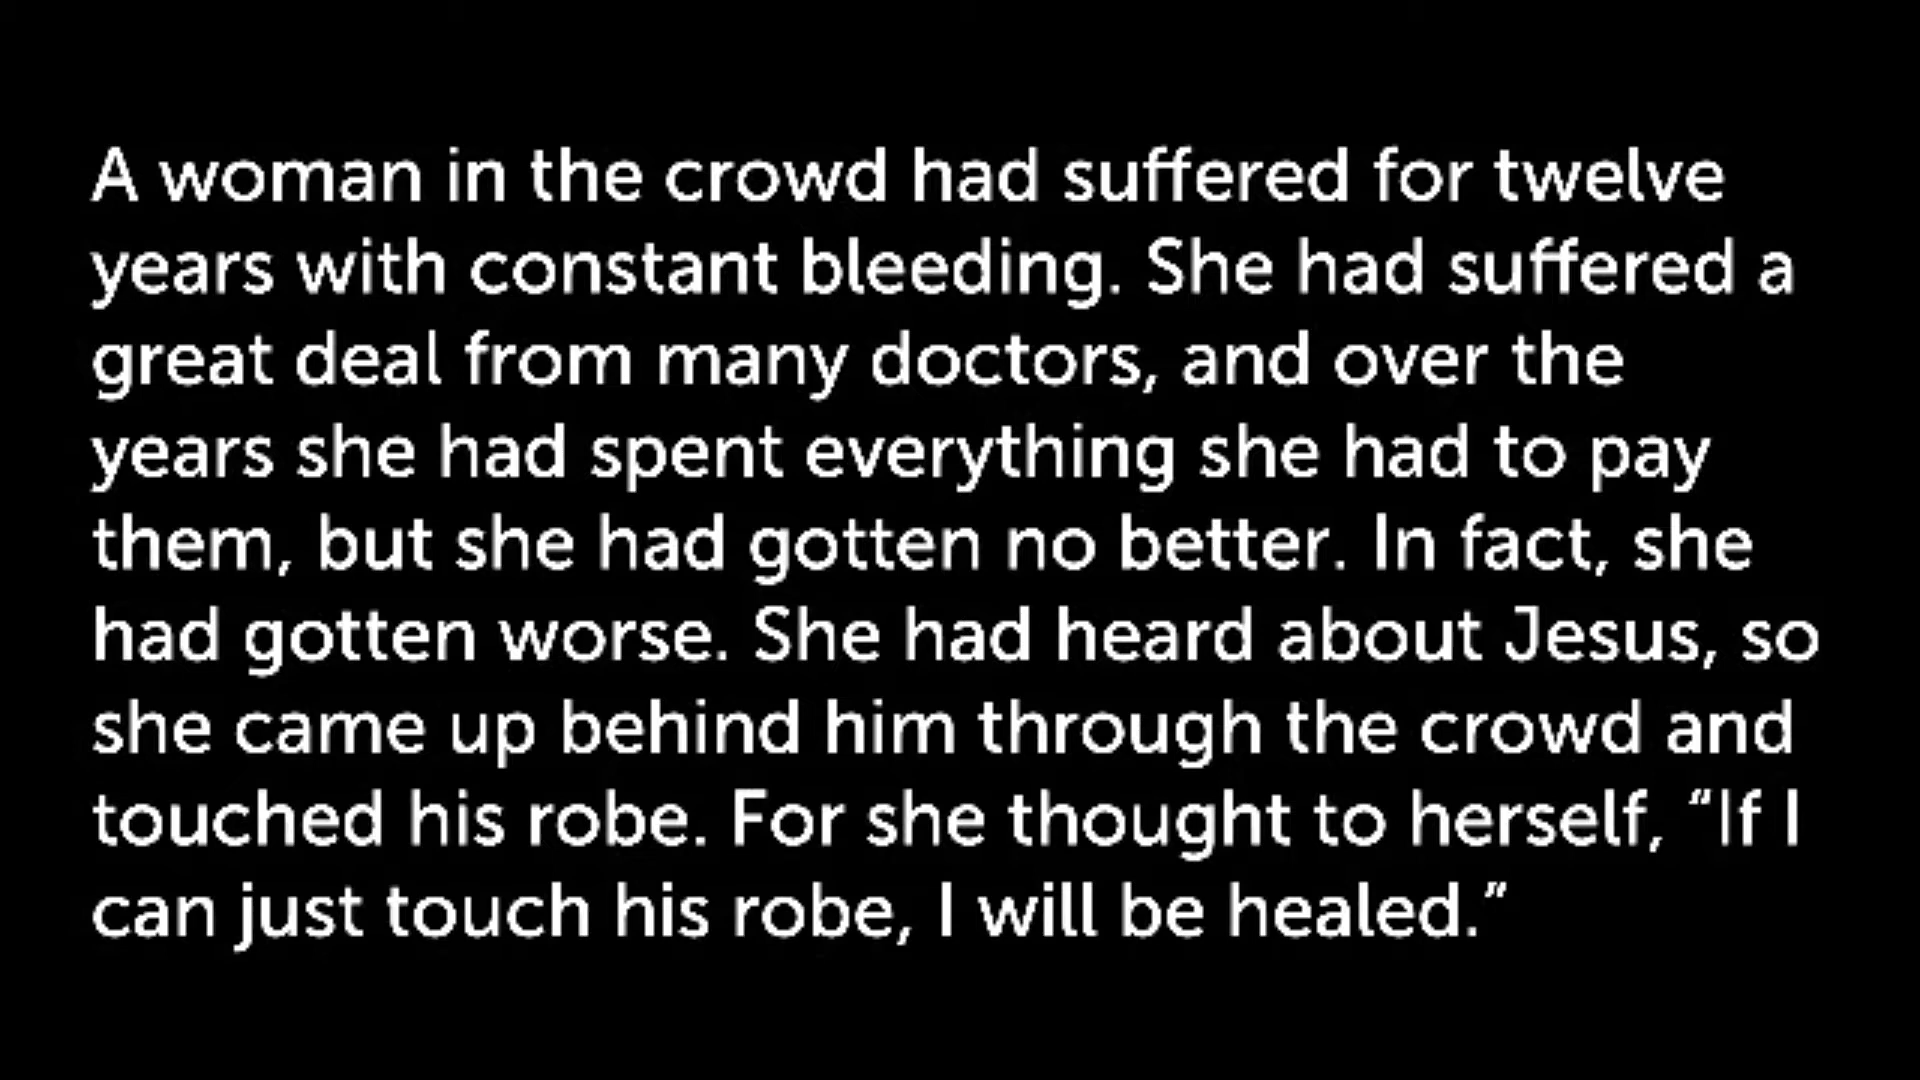 A woman in the crowd had suffered for twelve
years with constant bleeding. She had suffered a
great deal from many doctors, and over the
years she had spent everything she had to pay
them, but she had gotten no better. In fact, she
had gotten worse. She had heard about Jesus, so
she came up behind him through the crowd and
touched his robe. For she thought to herself, “If I
can just touch his robe, I will be healed.”